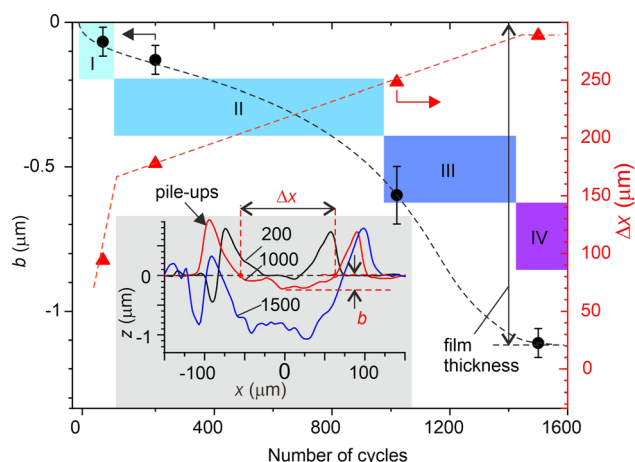 0
-0.5
-1
b (µm)
I
II
III
IV
300
250
200
150
100
50
0
Δx (µm)
pile-ups
Δx
200
1000
1500
b
0
-1
z (µm)
-100
0
100
x (µm)
film
thickness
0
400
800
1200
1600
Number of cycles